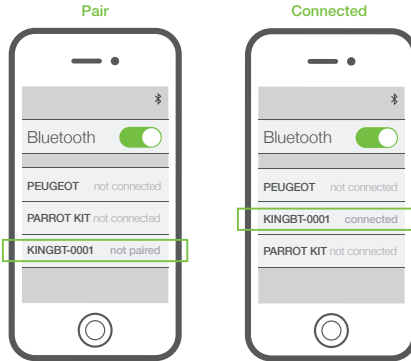 Pair
Bluetooth
PEUGEOT not connected
PARROT KIT not connected
KINGBT-0001 not paired
Connected
Bluetooth
PEUGEOT not connected
KINGBT-0001 connected
PARROT KIT not connected